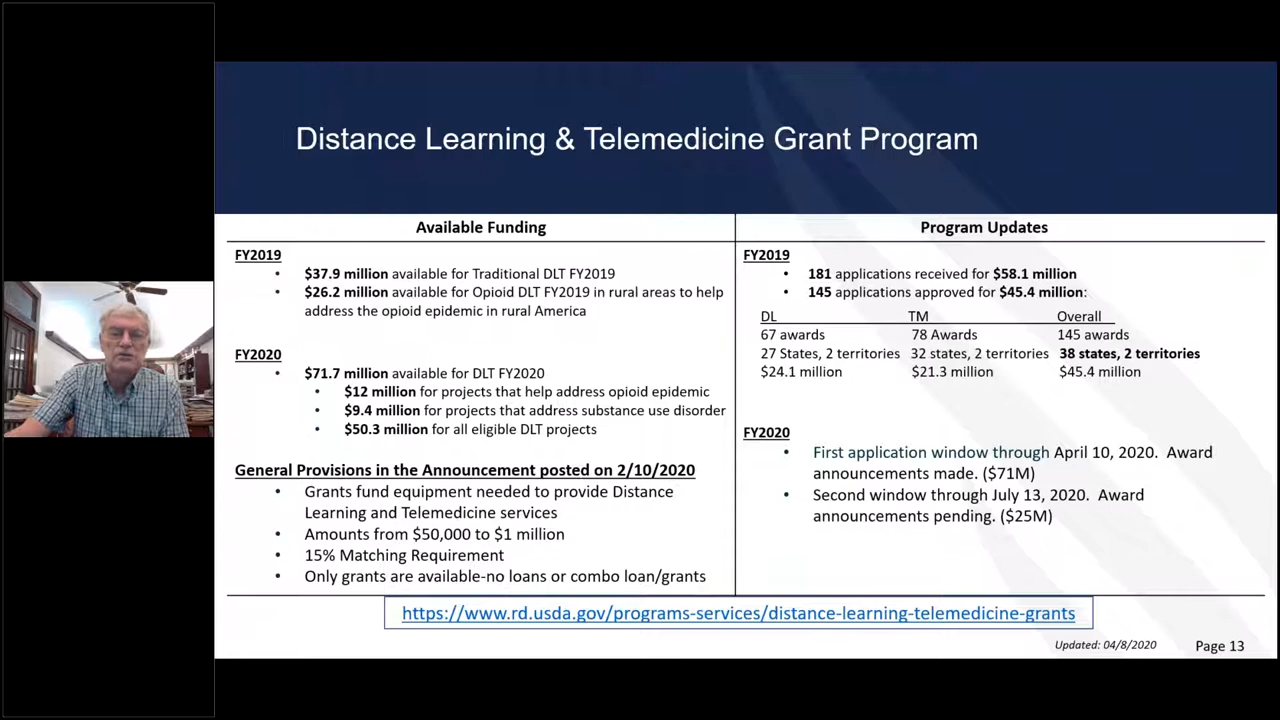 Distance Learning & Telemedicine Grant Program
Available Funding
FY2019
• $37.9 million available for Traditional DLT FY2019
• $26.2 million available for Opioid DLT FY2019 in rural areas to help
address the opioid epidemic in rural America
FY2020
• $71.7 million available for DLT FY2020
• $12 million for projects that help address opioid epidemic
• $9.4 million for projects that address substance use disorder
• $50.3 million for all eligible DLT projects
General Provisions in the Announcement posted on 2/10/2020
• Grants fund equipment needed to provide Distance
Learning and Telemedicine services
• Amounts from $50,000 to $1 million
• 15% Matching Requirement
• Only grants are available-no loans or combo loan/grants
Program Updates
FY2019
• 181 applications received for $58.1 million
• 145 applications approved for $45.4 million:
DL TM Overall
67 awards 78 Awards 145 awards
27 States, 2 territories 32 states, 2 territories 38 states, 2 territories
$24.1 million $21.3 million $45.4 million
FY2020
• First application window through April 10, 2020. Award
announcements made. ($71M)
• Second window through July 13, 2020. Award
announcements pending. ($25M)
https://www.rd.usda.gov/programs-services/distance-learning-telemedicine-grants
Updated: 04/8/2020 Page 13